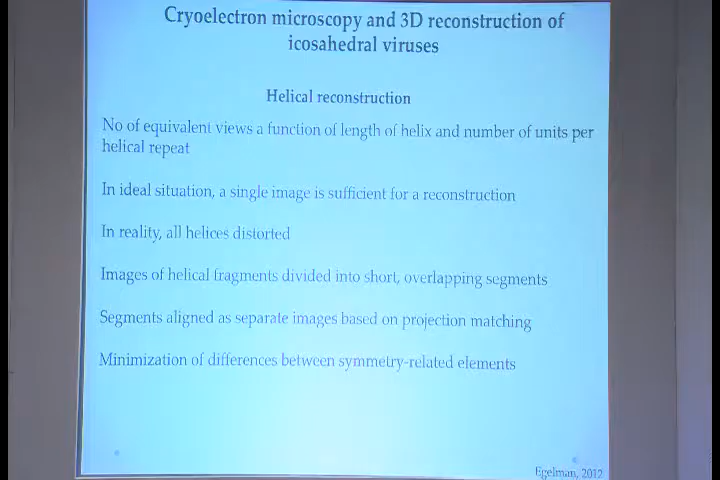 Cryoelectron microscopy and 3D reconstruction of
icosahedral viruses
Helical reconstruction
No of equivalent views a function of length of helix and number of units per
helical repeat
In ideal situation, a single image is sufficient for a reconstruction
In reality, all helices distorted
Images of helical fragments divided into short, overlapping segments
Segments aligned as separate images based on projection matching
Minimization of differences between symmetry-related elements
Egelman, 2012